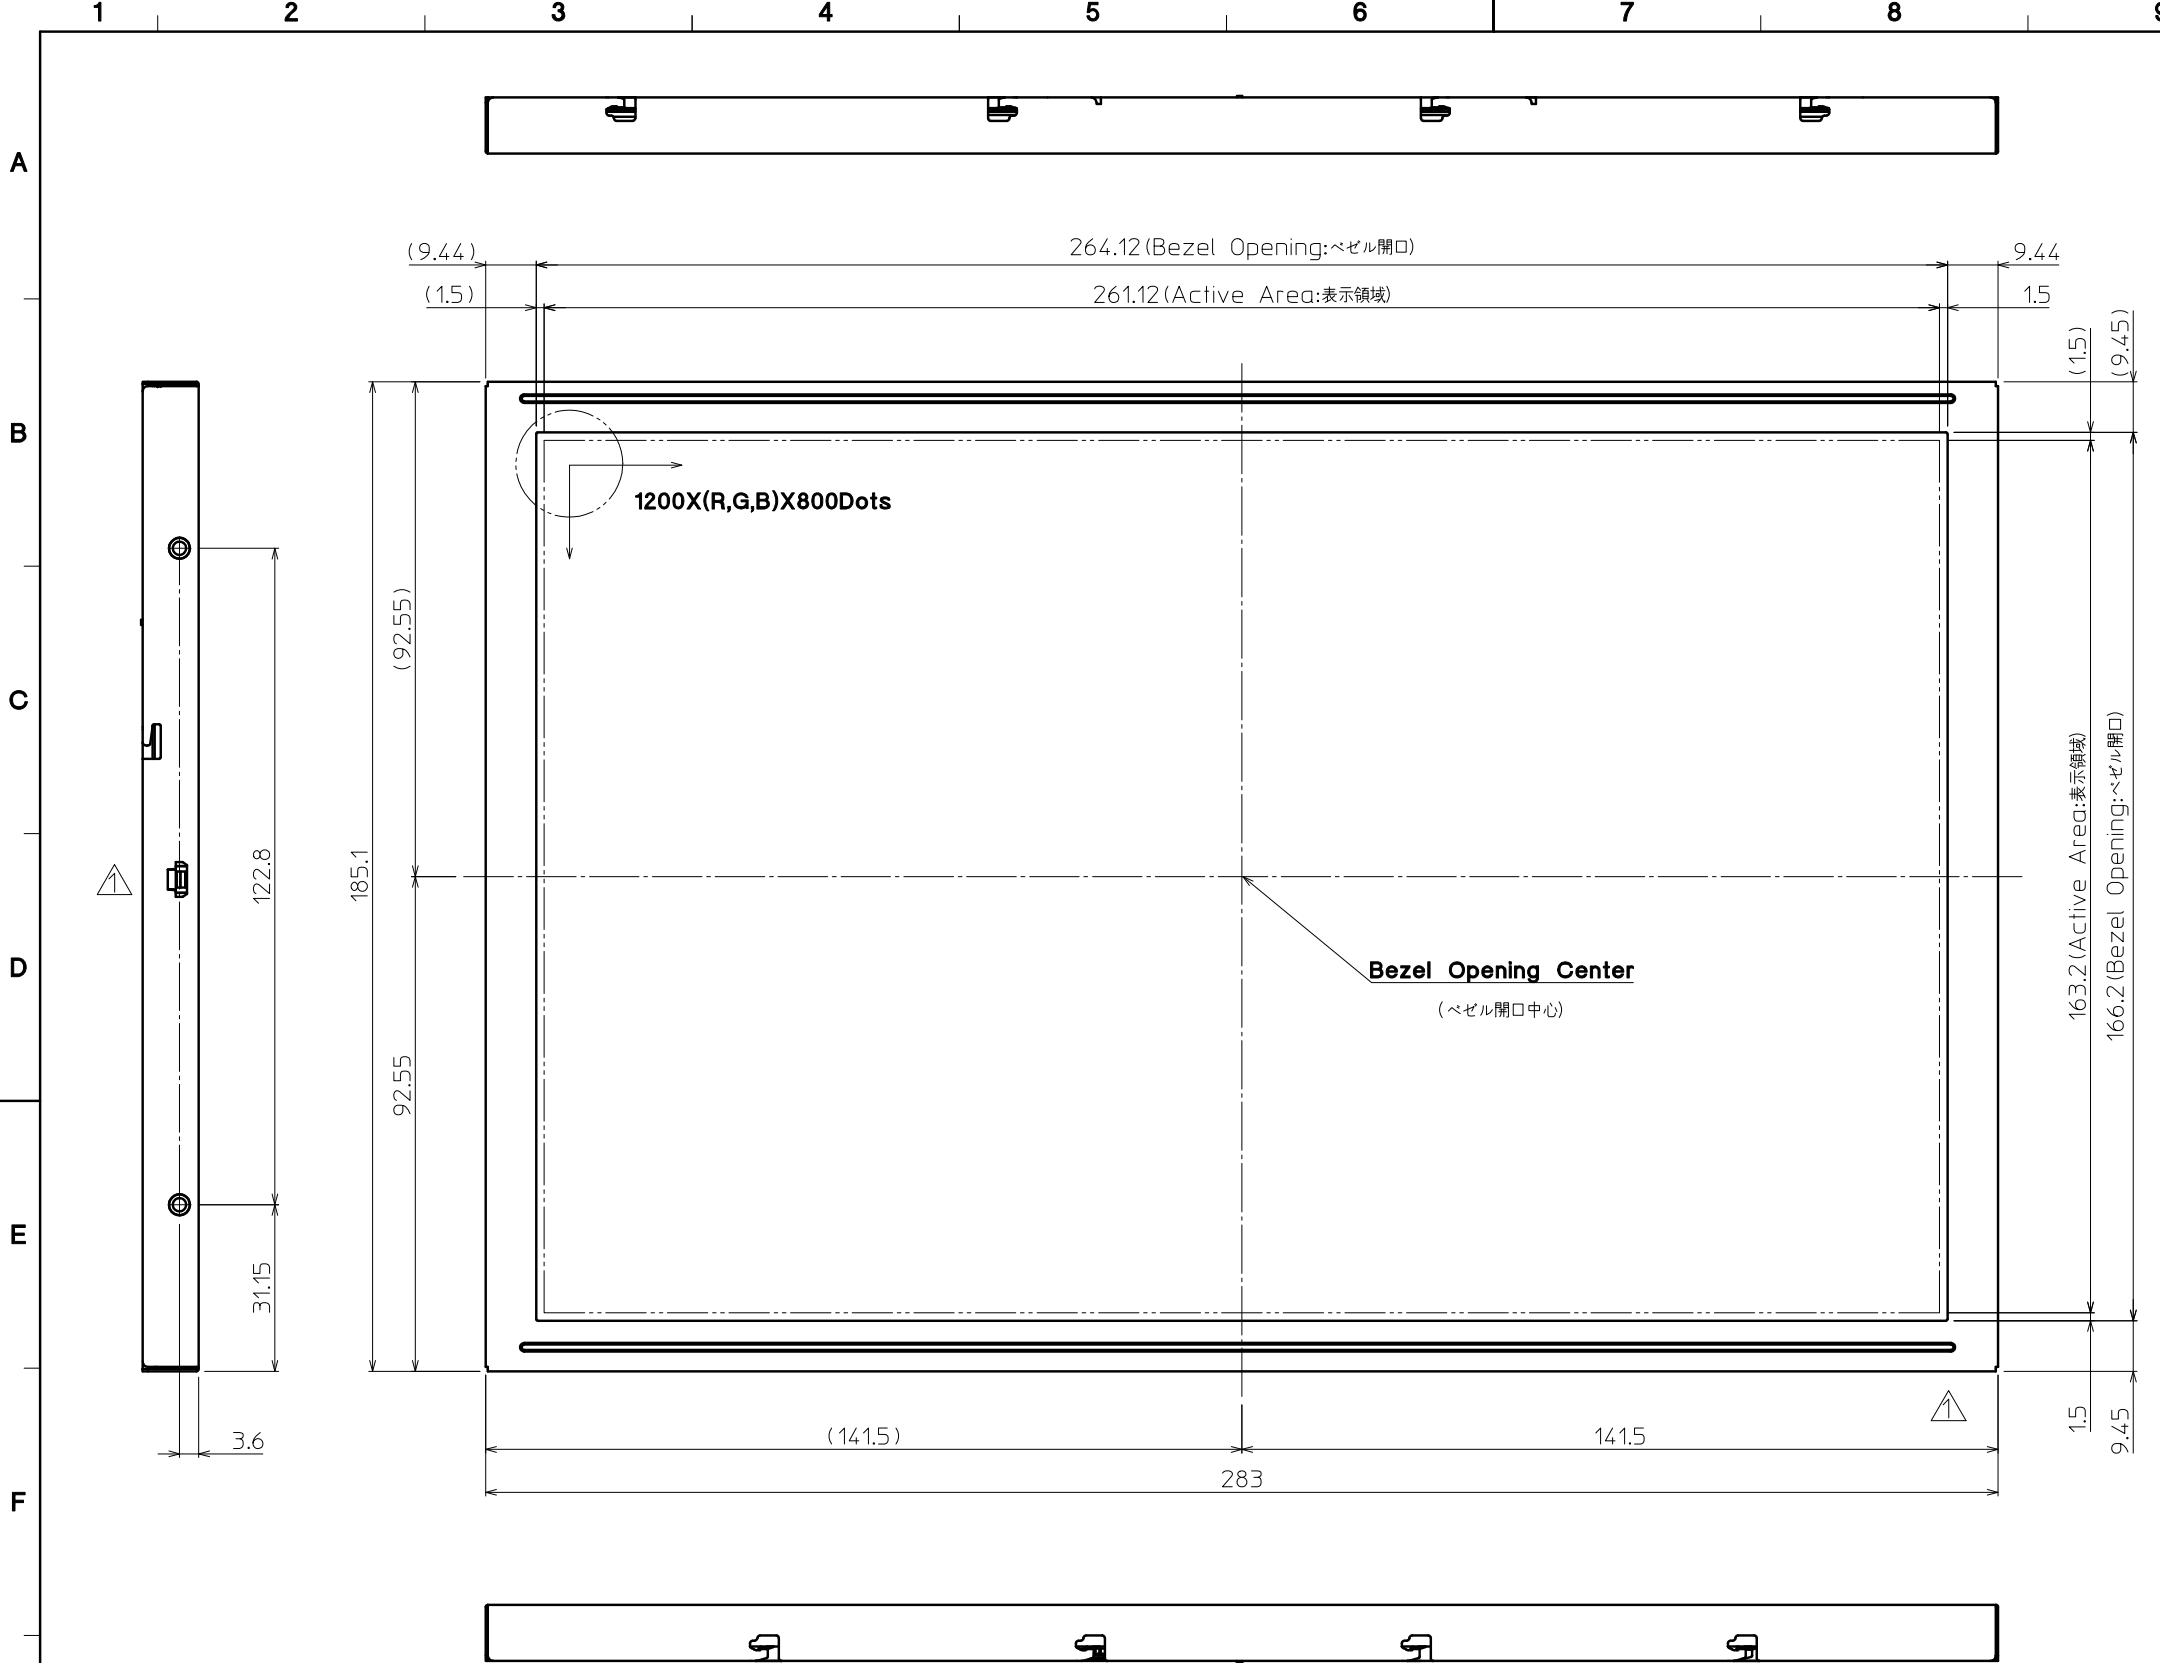 1 2 3 4 5 6 7 8 9
A
(9.44)
264.12(Bezel Opening:ベゼル開口)
9.44
(1.5)
261.12(Active Area:表示領域)
1.5
(1.5)
(9.45)
B
1200X(R,G,B)X800Dots
(92.55)
C
163.2(Active Area:表示領域)
166.2(Bezel Opening:ベゼル開口)
1
122.8
185.1
D
Bezel Opening Center
(ベゼル開口中心)
92.55
E
31.15
1
1.5
9.45
3.6
(141.5)
141.5
283
F